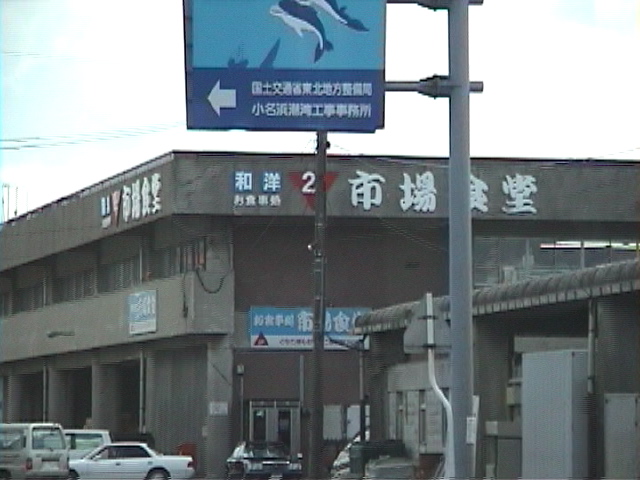 国土交通省東北地方整備局
小名浜港湾工事事務所
和洋
お食事処
2
市場食堂
市場食堂
お食事処 市場食堂